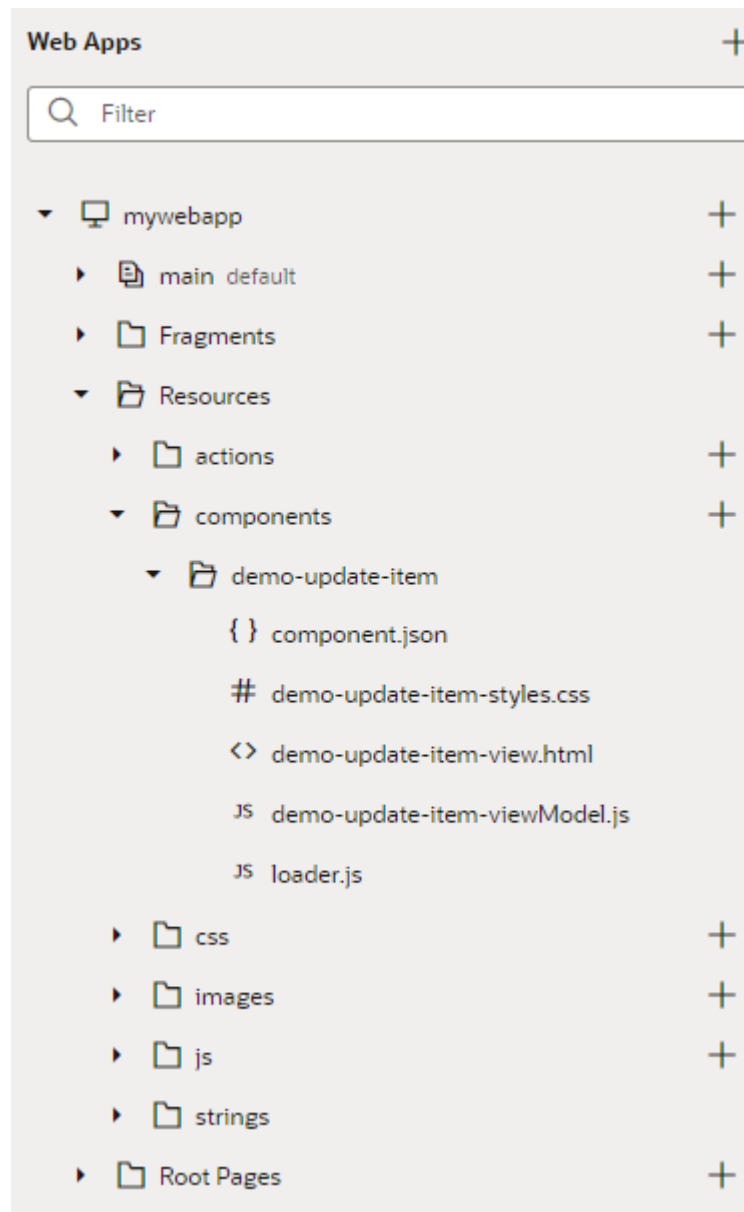 Web Apps
Filter
mywebapp
main default
Fragments
Resources
actions
components
demo-update-item
{ } component.json
# demo-update-item-styles.css
<> demo-update-item-view.html
JS demo-update-item-viewModel.js
JS loader.js
css
images
js
strings
Root Pages